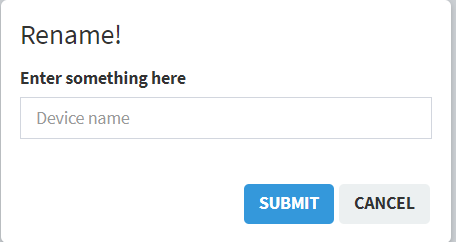 Rename!
Enter something here
Device name
SUBMIT CANCEL